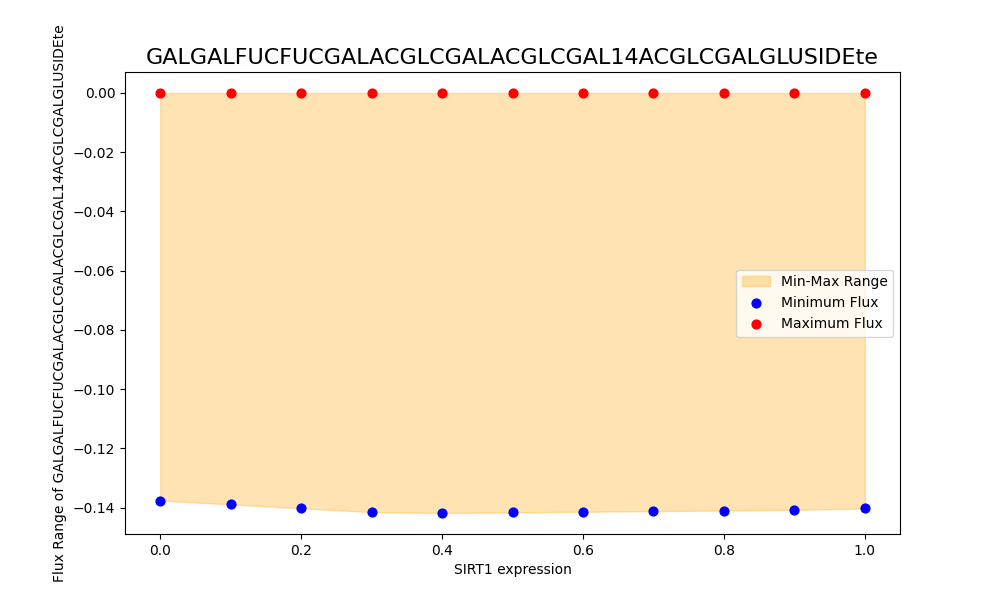 GALGALFUCFUCGALACGLCGALACGLCGAL14ACGLCGALGLUSIDEte
Flux Range of GALGALFUCFUCGALACGLCGALACGLCGAL14ACGLCGALGLUSIDEte
0.00
−0.02
−0.04
−0.06
−0.08
−0.10
−0.12
−0.14
Min-Max Range
Minimum Flux
Maximum Flux
0.0 0.2 0.4 0.6 0.8 1.0
SIRT1 expression